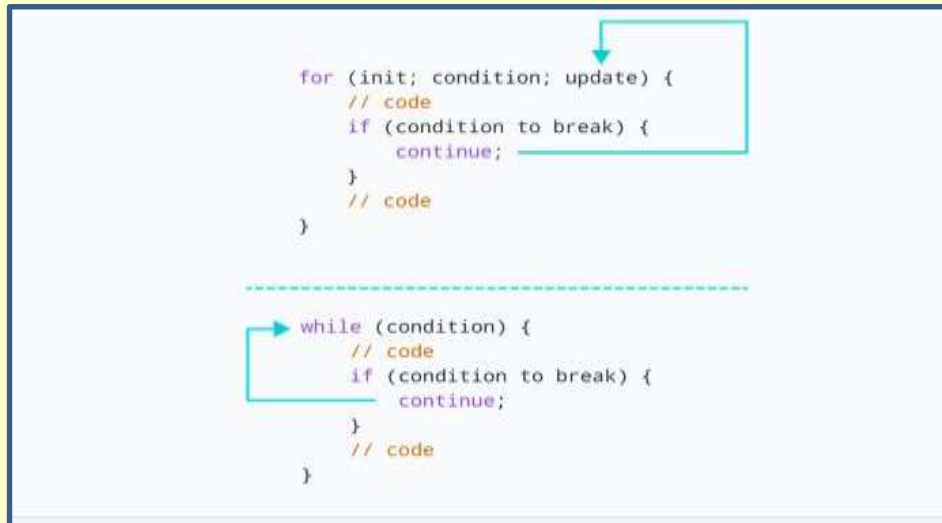 for (init; condition; update) {
    // code
    if (condition to break) {
        continue;
    }
    // code
}
while (condition) {
    // code
    if (condition to break) {
        continue;
    }
    // code
}